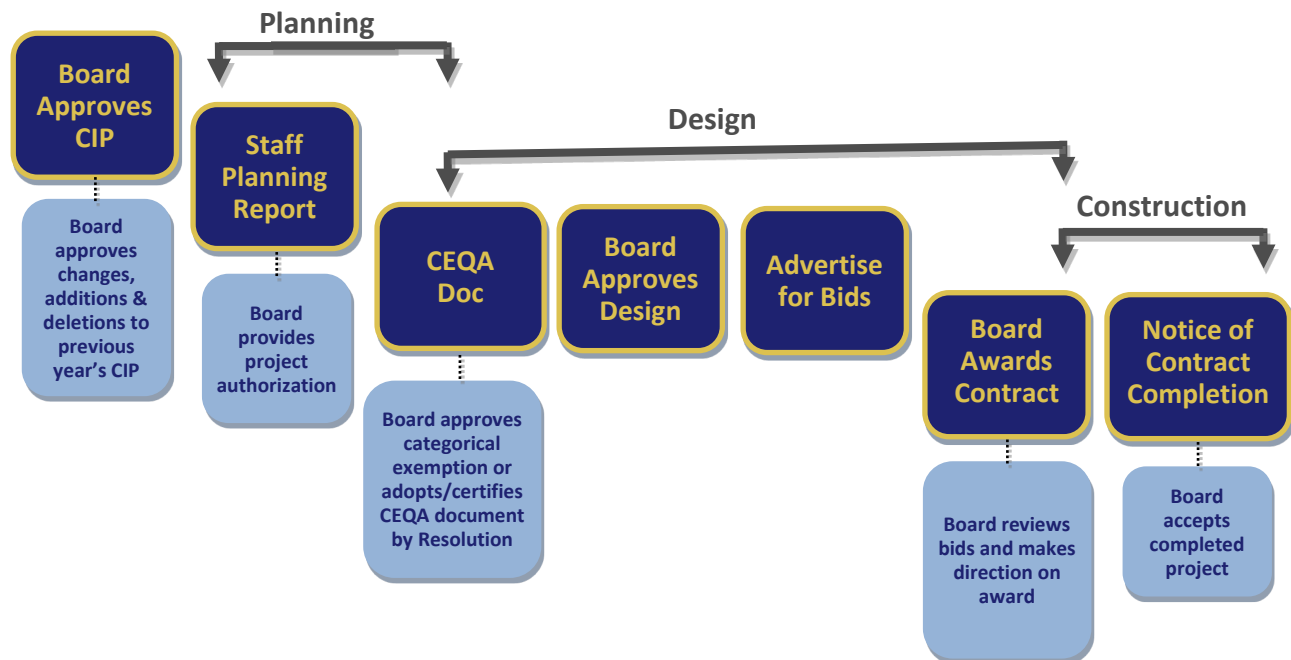 Planning
Board
Approves
CIP
Board
approves
changes,
additions &
deletions to
previous
year’s CIP
Staff
Planning
Report
Board
provides
project
authorization
Design
CEQA
Doc
Board approves
categorical
exemption or
adopts/certifies
CEQA document
by Resolution
Board
Approves
Design
Advertise
for Bids
Construction
Board
Awards
Contract
Board reviews
bids and makes
direction on
award
Notice of
Contract
Completion
Board
accepts
completed
project